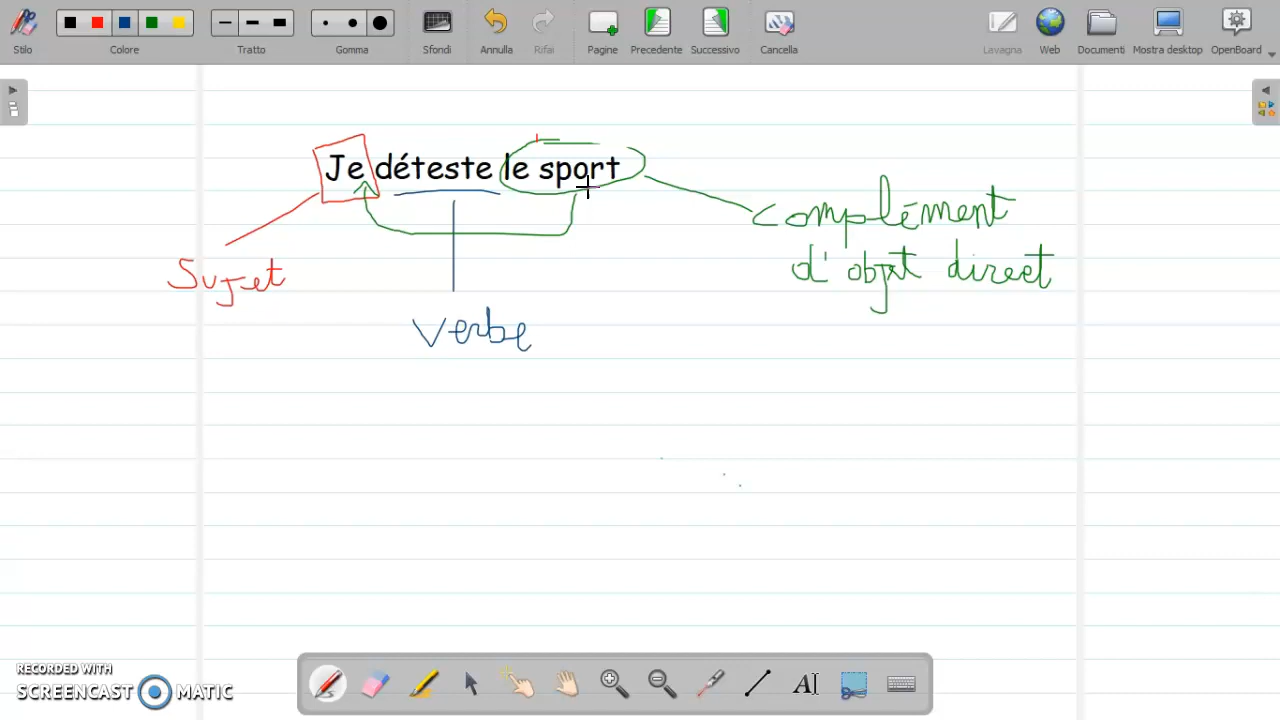 Stilo Colore Tratto Gomma Sfondi Annulla Rifai Pagine Precedente Successivo Cancella Lavagna Web Documenti Mostra desktop OpenBoard
Je déteste le sport
complément
d'objet direct
Sujet
verbe
RECORDED WITH
SCREENCAST MATIC